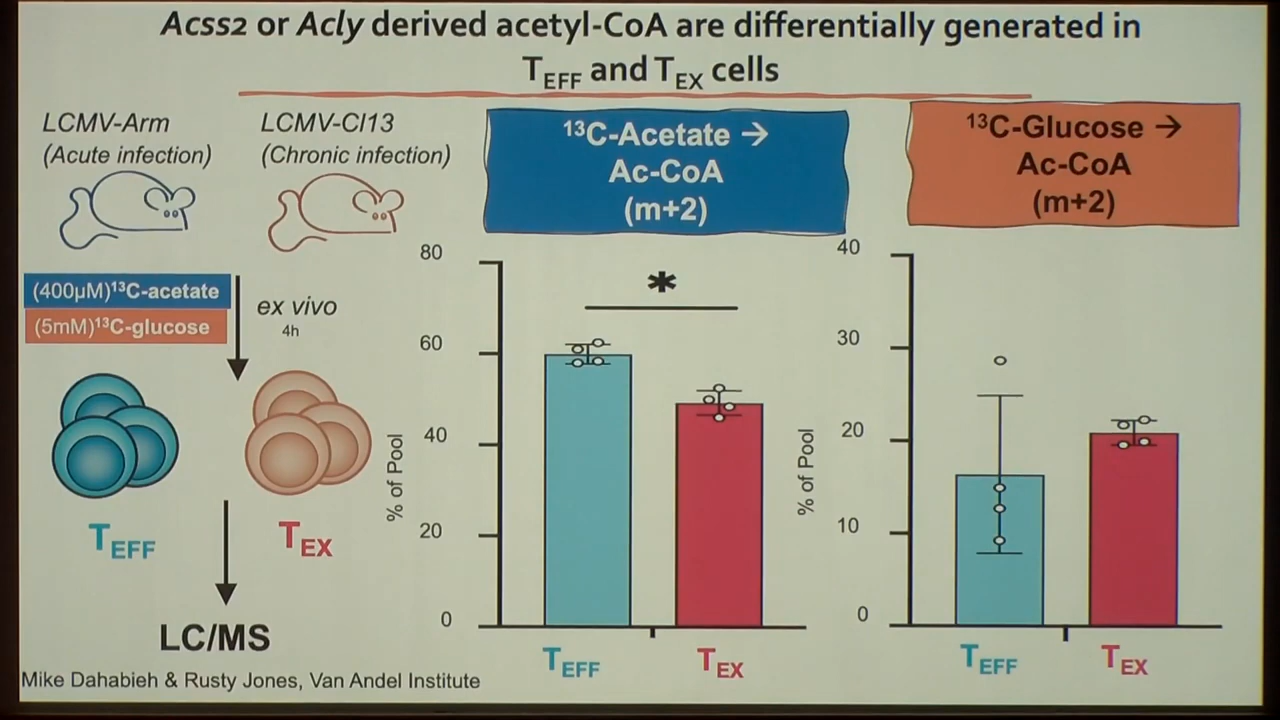 Acss2 or Acly derived acetyl-CoA are differentially generated in
TEFF and TEX cells
LCMV-Arm
(Acute infection)
LCMV-Cl13
(Chronic infection)
(400µM)¹³C-acetate
(5mM)¹³C-glucose
ex vivo
4h
TEFF
TEX
LC/MS
Mike Dahabieh & Rusty Jones, Van Andel Institute
¹³C-Acetate →
Ac-CoA
(m+2)
80
60
40
20
0
% of Pool
*
TEFF
TEX
¹³C-Glucose →
Ac-CoA
(m+2)
40
30
20
10
0
% of Pool
TEFF
TEX